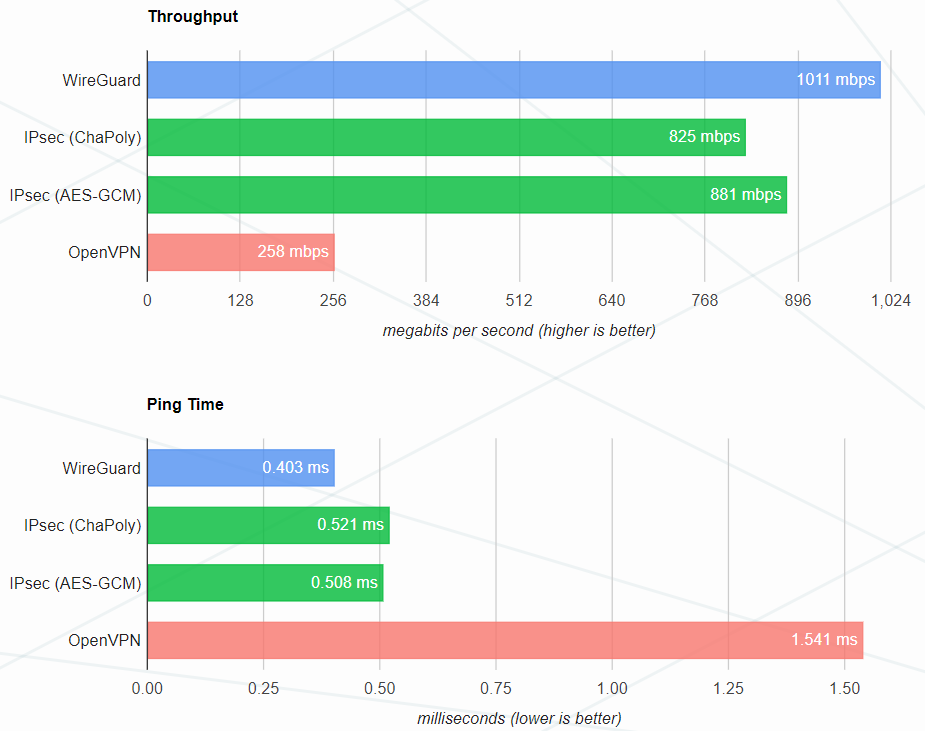 Throughput
WireGuard 1011 mbps
IPsec (ChaPoly) 825 mbps
IPsec (AES-GCM) 881 mbps
OpenVPN 258 mbps
0 128 256 384 512 640 768 896 1,024
megabits per second (higher is better)
Ping Time
WireGuard 0.403 ms
IPsec (ChaPoly) 0.521 ms
IPsec (AES-GCM) 0.508 ms
OpenVPN 1.541 ms
0.00 0.25 0.50 0.75 1.00 1.25 1.50
milliseconds (lower is better)